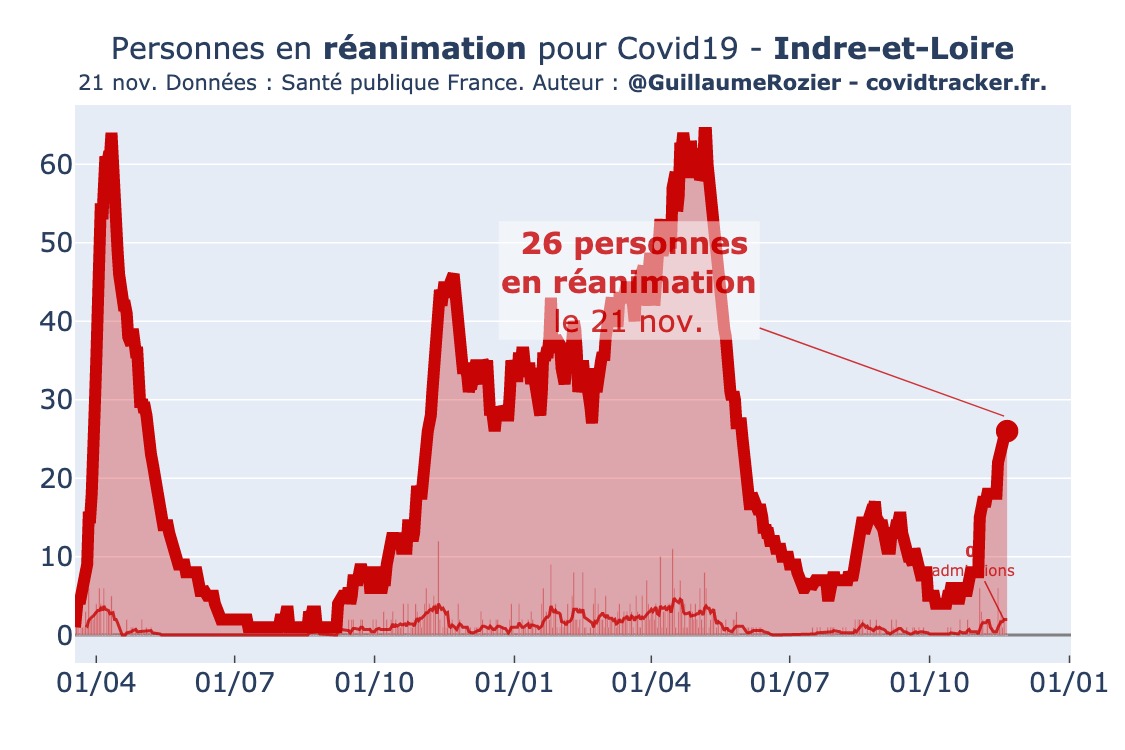 Personnes en réanimation pour Covid19 - Indre-et-Loire
21 nov. Données : Santé publique France. Auteur : @GuillaumeRozier - covidtracker.fr.
60
50
40
30
20
10
0
26 personnes
en réanimation
le 21 nov.
0
admissions
01/04
01/07
01/10
01/01
01/04
01/07
01/10
01/01